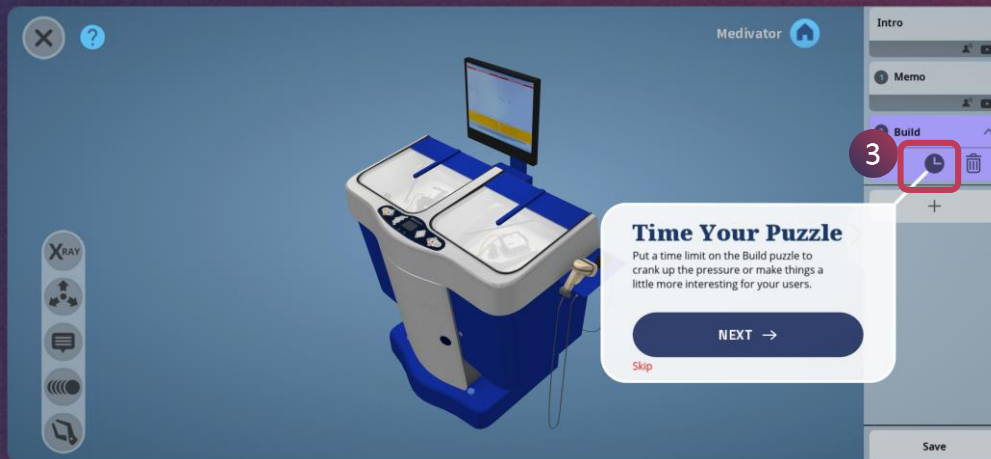 Medivator
Intro
1 Memo
Build
3
XRAY
Time Your Puzzle
Put a time limit on the Build puzzle to
crank up the pressure or make things a
little more interesting for your users.
NEXT →
Skip
+
Save